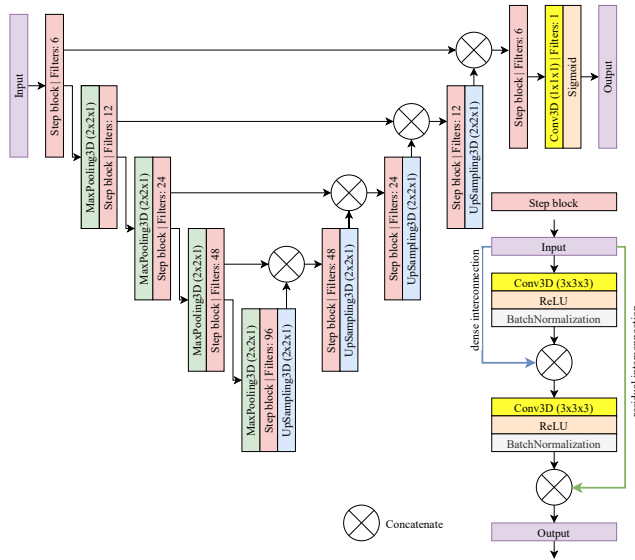 Input
Step block | Filters: 6
MaxPooling3D (2x2x1)
Step block | Filters: 12
MaxPooling3D (2x2x1)
Step block | Filters: 24
MaxPooling3D (2x2x1)
Step block | Filters: 48
MaxPooling3D (2x2x1)
Step block | Filters: 96
UpSampling3D (2x2x1)
Step block | Filters: 48
UpSampling3D (2x2x1)
Step block | Filters: 24
UpSampling3D (2x2x1)
Step block | Filters: 12
UpSampling3D (2x2x1)
Step block | Filters: 6
Conv3D (1x1x1) | Filters: 1
Sigmoid
Output
Step block
Input
dense interconnection
Conv3D (3x3x3)
ReLU
BatchNormalization
Conv3D (3x3x3)
ReLU
BatchNormalization
Output
Concatenate